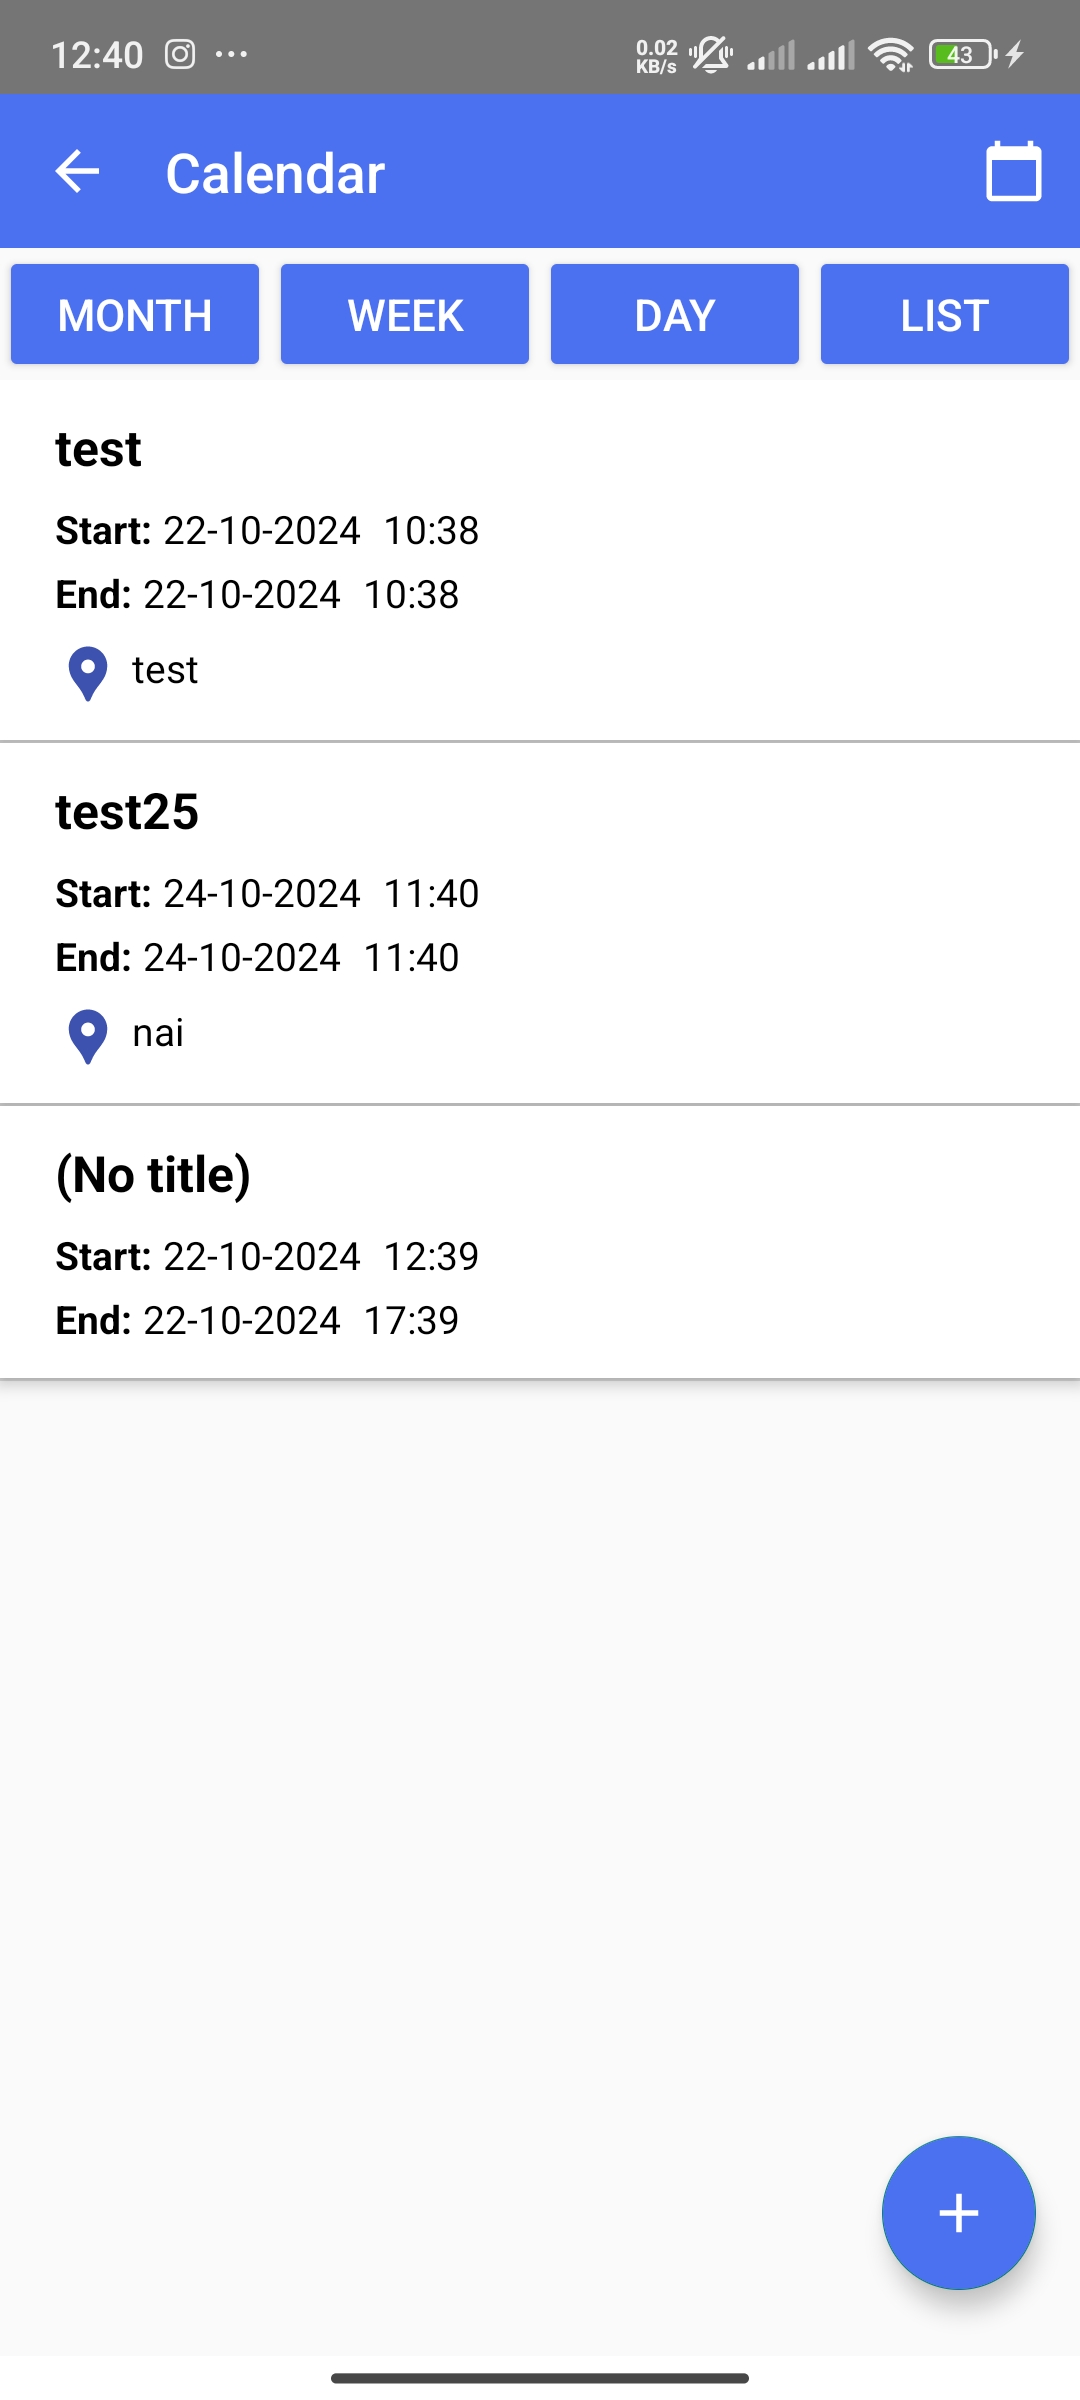 12:40
0.02
KB/s
43
Calendar
MONTH WEEK DAY LIST
test
Start: 22-10-2024 10:38
End: 22-10-2024 10:38
test
test25
Start: 24-10-2024 11:40
End: 24-10-2024 11:40
nai
(No title)
Start: 22-10-2024 12:39
End: 22-10-2024 17:39